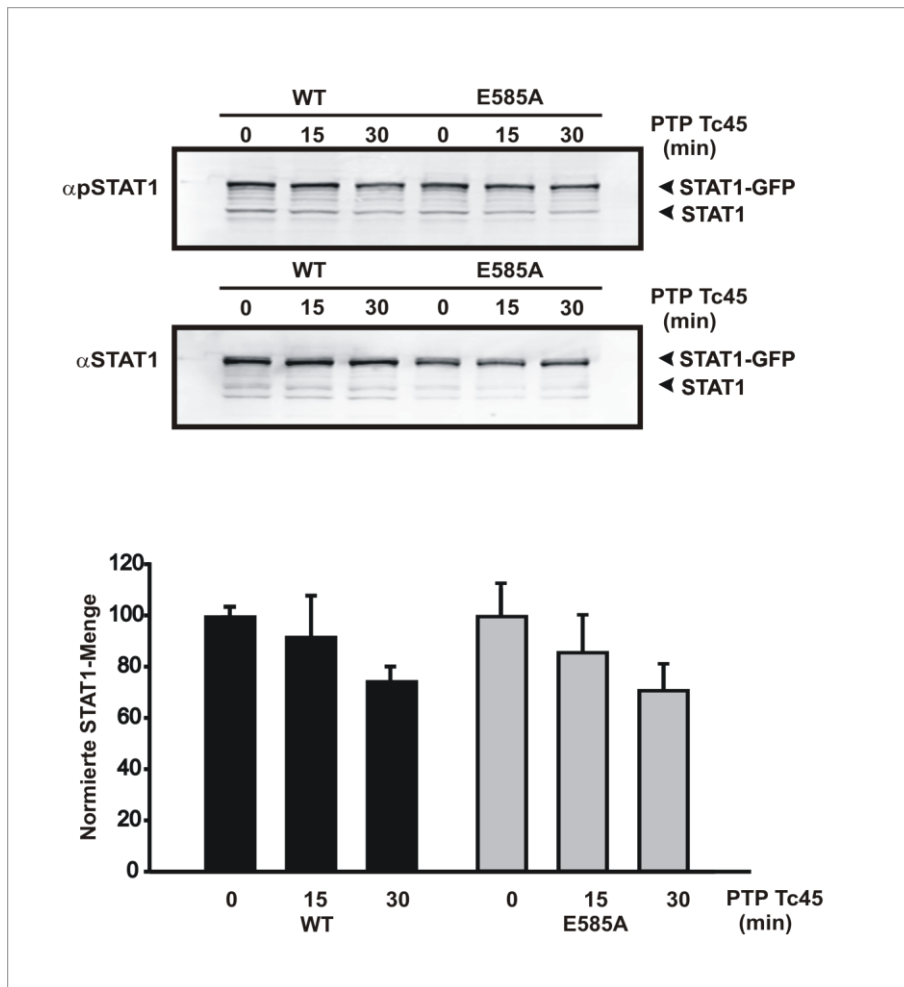 WT E585A
0 15 30 0 15 30 PTP Tc45
(min)
αpSTAT1 STAT1-GFP
STAT1
WT E585A
0 15 30 0 15 30 PTP Tc45
(min)
αSTAT1 STAT1-GFP
STAT1
120
100
80
60
40
20
0
Normierte STAT1-Menge
0 15 30 0 15 30 PTP Tc45
WT E585A (min)